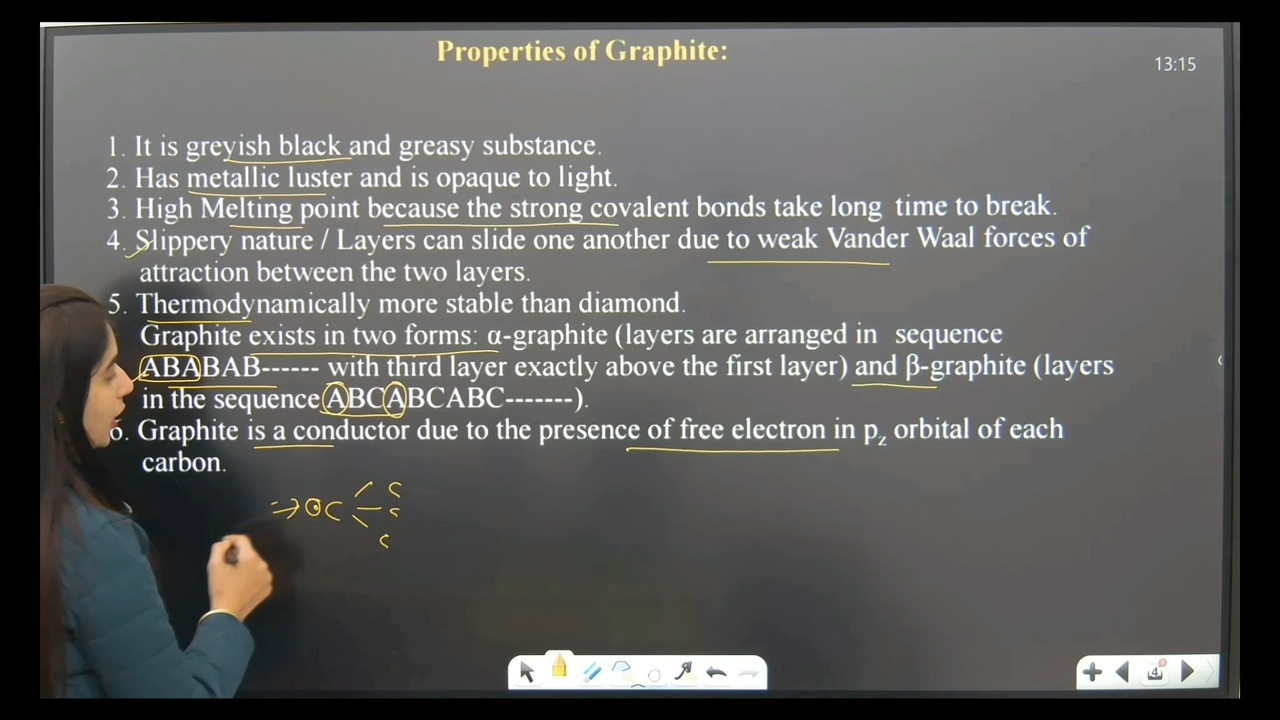 Properties of Graphite:
13:15
1. It is greyish black and greasy substance.
2. Has metallic luster and is opaque to light.
3. High Melting point because the strong covalent bonds take long time to break.
4. Slippery nature / Layers can slide one another due to weak Vander Waal forces of
attraction between the two layers.
5. Thermodynamically more stable than diamond.
Graphite exists in two forms: α-graphite (layers are arranged in sequence
ABABAB------ with third layer exactly above the first layer) and β-graphite (layers
in the sequence ABCABCABC-------).
6. Graphite is a conductor due to the presence of free electron in pz orbital of each
carbon.
C
C C
C
4